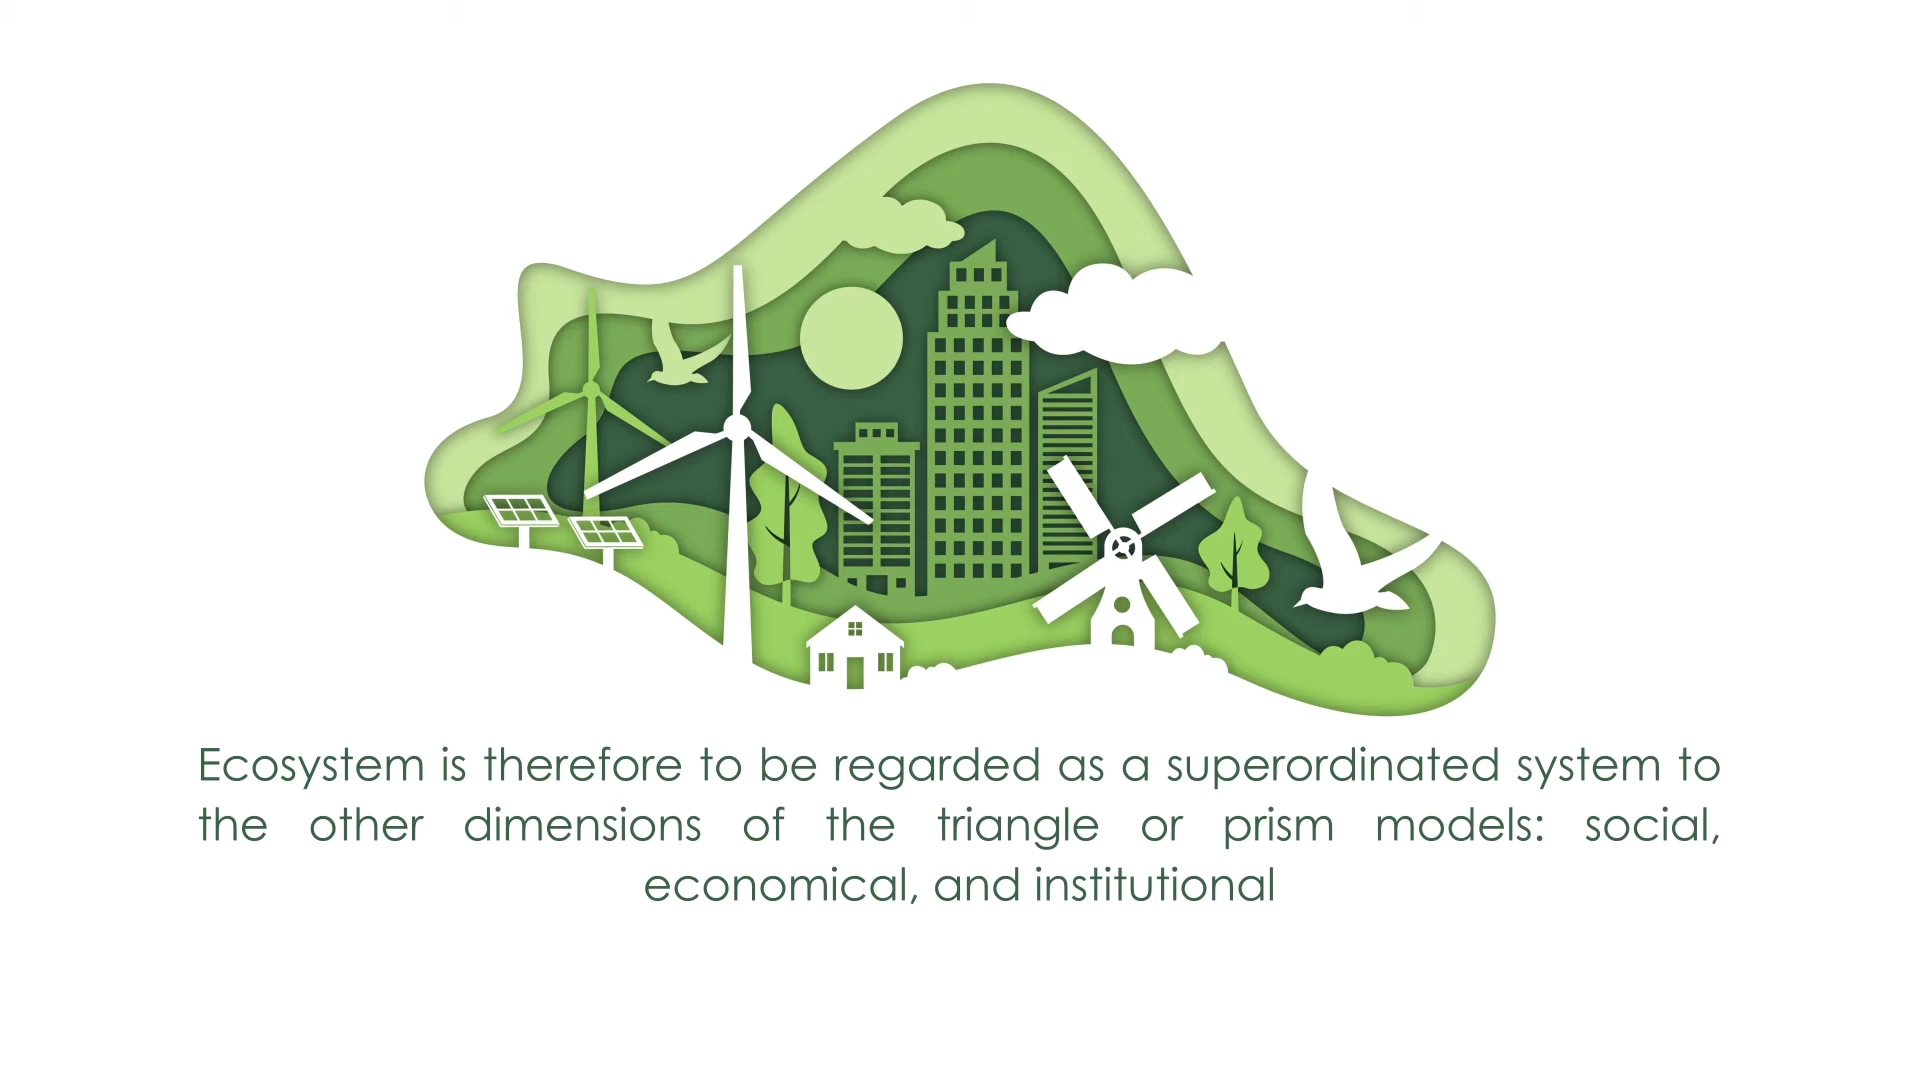 Ecosystem is therefore to be regarded as a superordinated system to
the other dimensions of the triangle or prism models: social,
economical, and institutional